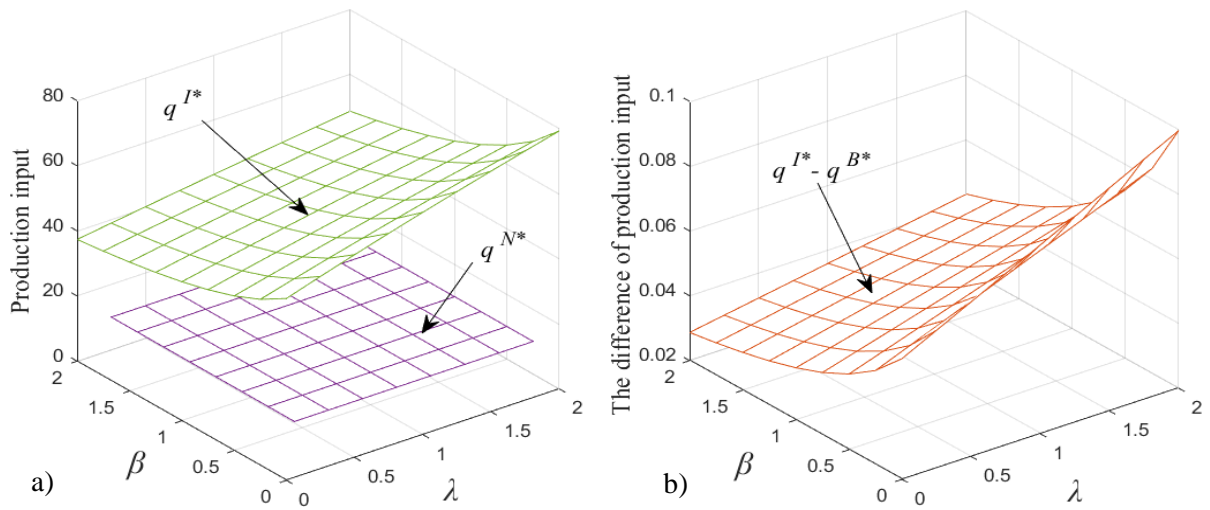 Production input
80
60
40
20
0
2
1.5
1
0.5
0
β
0
0.5
1
1.5
2
λ
q I*
q N*
a)
The difference of production input
0.1
0.08
0.06
0.04
0.02
2
1.5
1
0.5
0
β
0
0.5
1
1.5
2
λ
q I* - q B*
b)